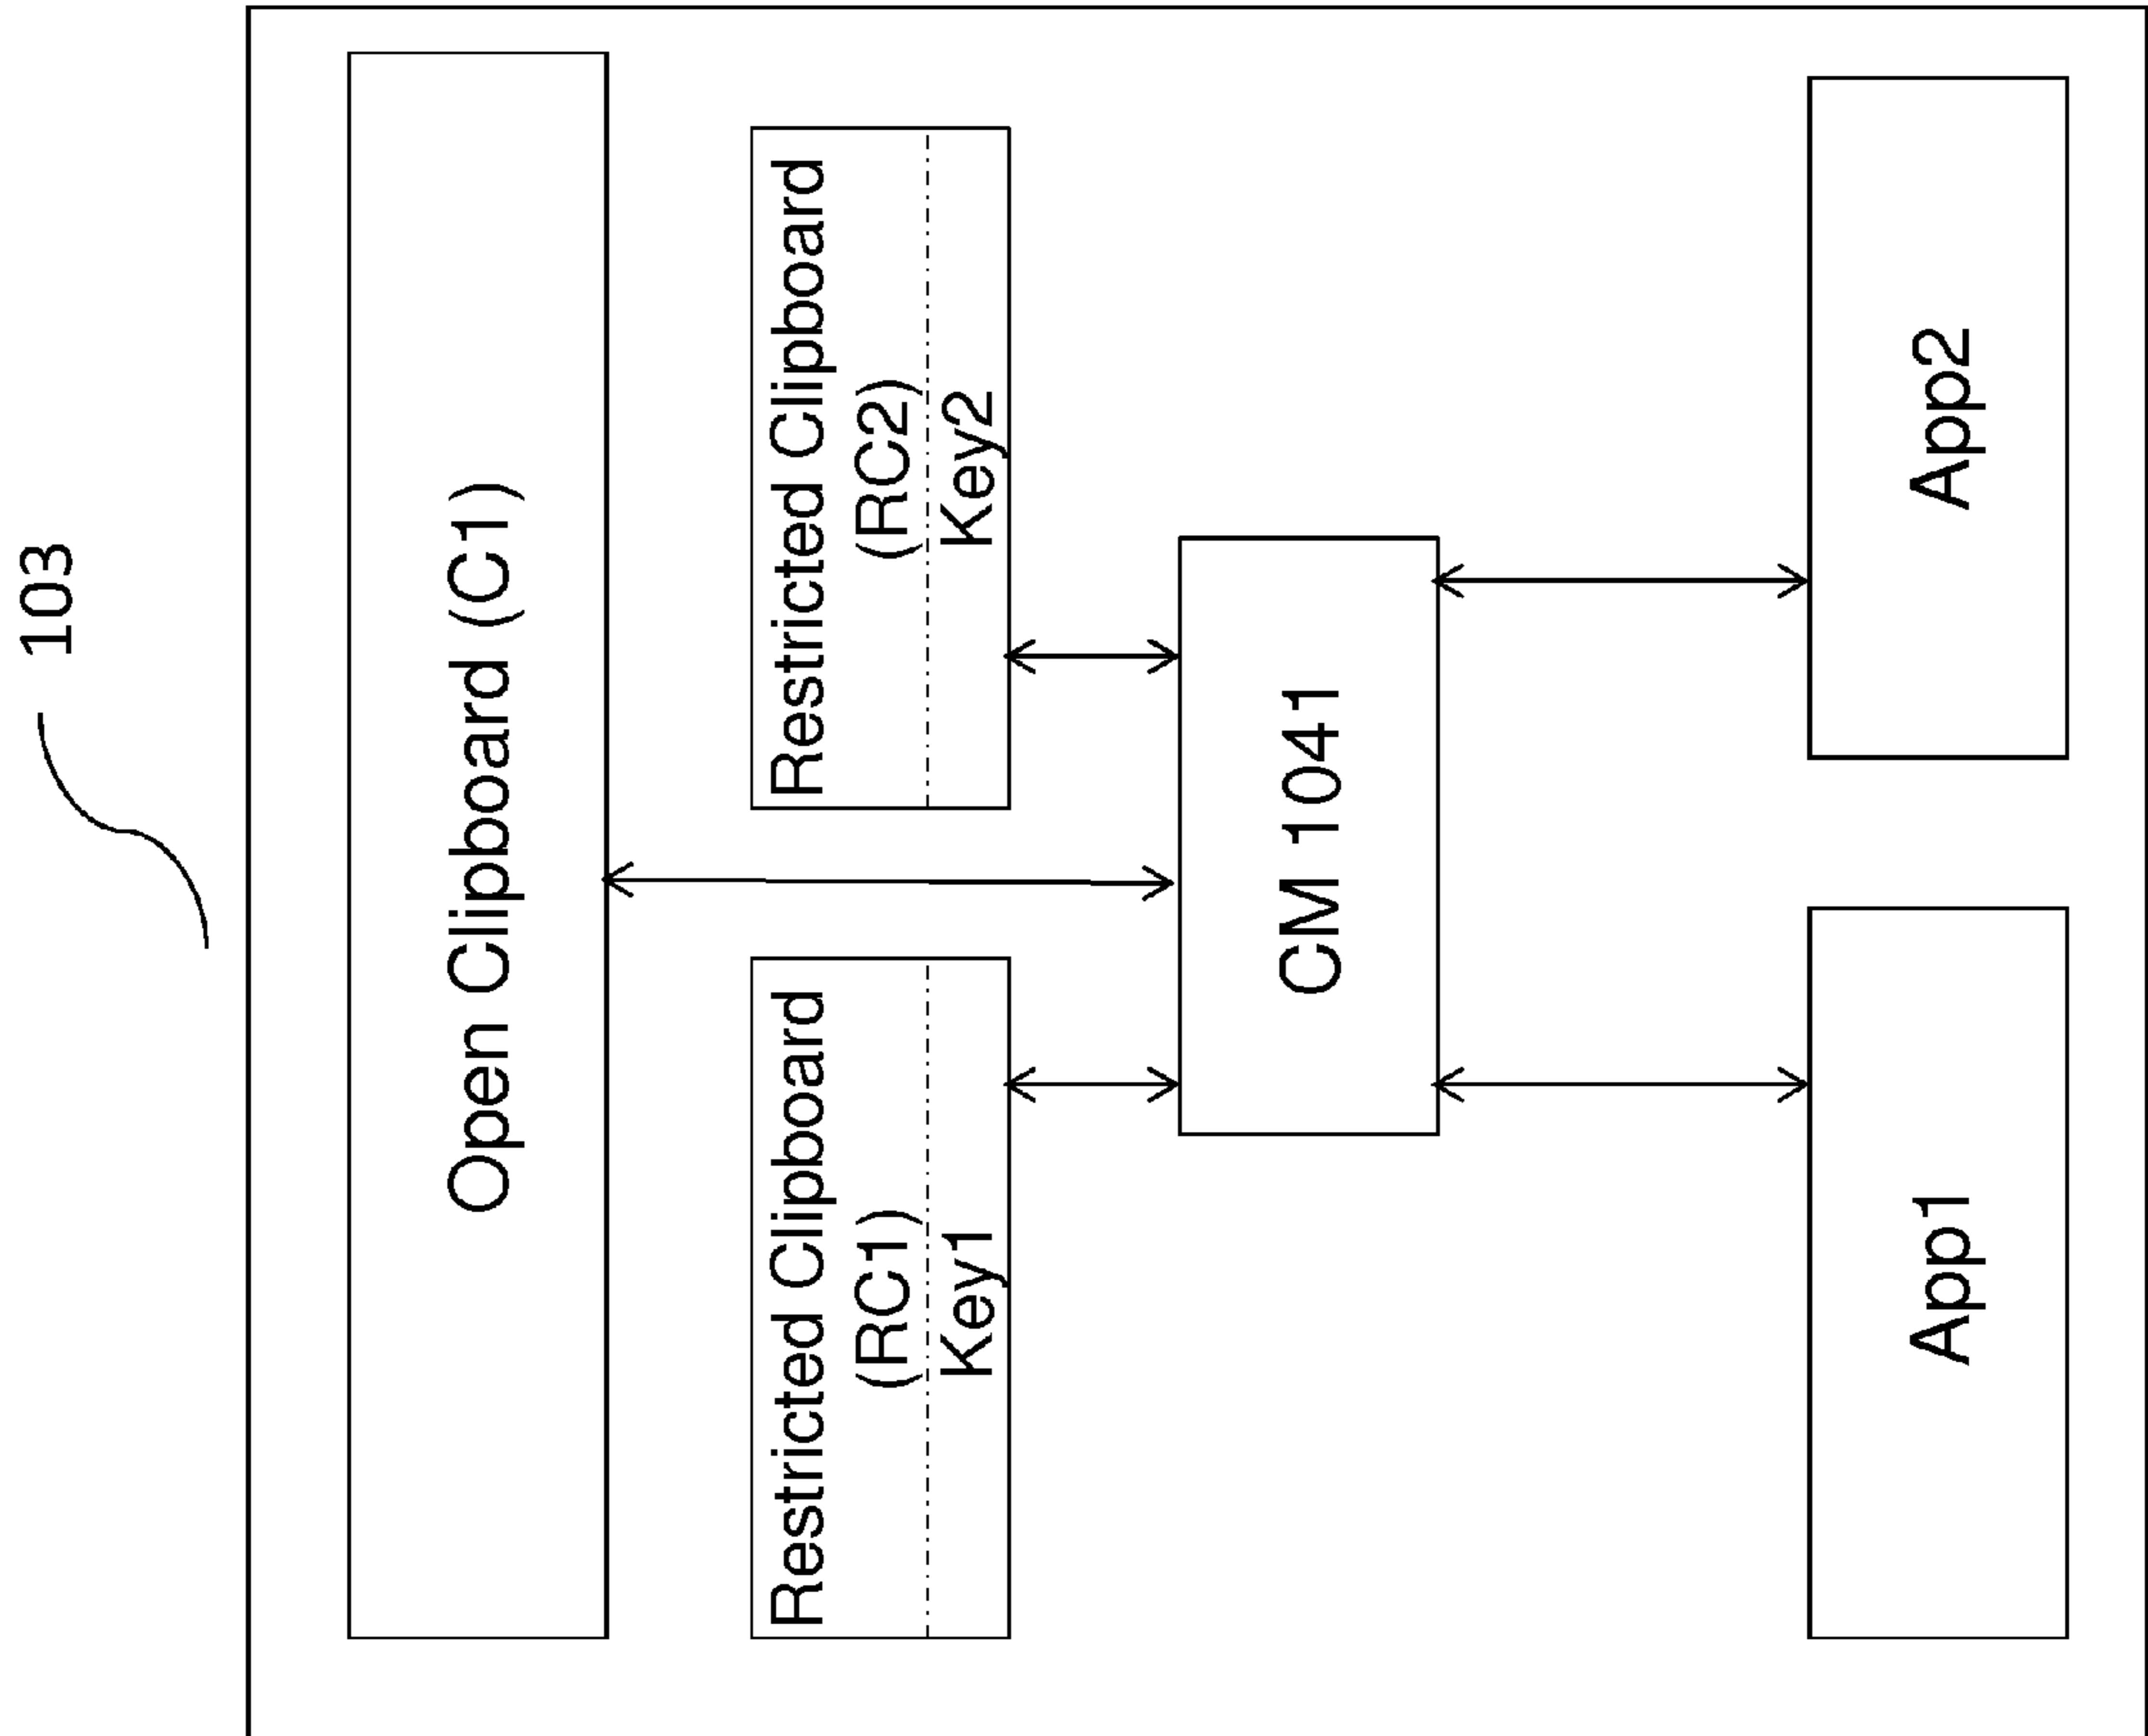 103
Open Clipboard (C1)
Restricted Clipboard
(RC1)
Key1
Restricted Clipboard
(RC2)
Key2
CM 1041
App1
App2